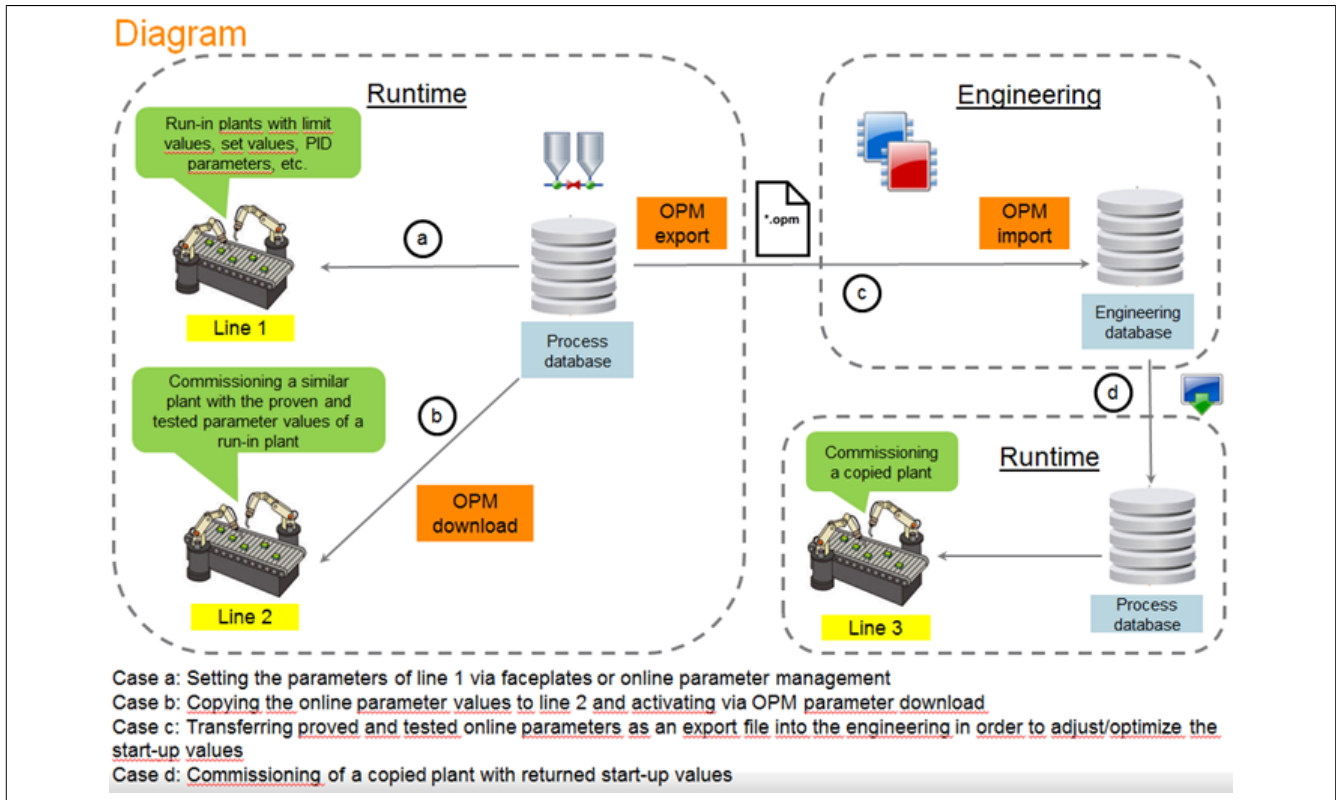 Diagram
Runtime
Run-in plants with limit
values, set values, PID
parameters, etc.
a
Line 1
Process
database
OPM
export
*.opm
c
Engineering
OPM
import
Engineering
database
Commissioning a similar
plant with the proven and
tested parameter values of a
run-in plant
b
OPM
download
Line 2
d
Runtime
Commissioning
a copied plant
Line 3
Process
database
Case a: Setting the parameters of line 1 via faceplates or online parameter management
Case b: Copying the online parameter values to line 2 and activating via OPM parameter download
Case c: Transferring proved and tested online parameters as an export file into the engineering in order to adjust/optimize the
start-up values
Case d: Commissioning of a copied plant with returned start-up values